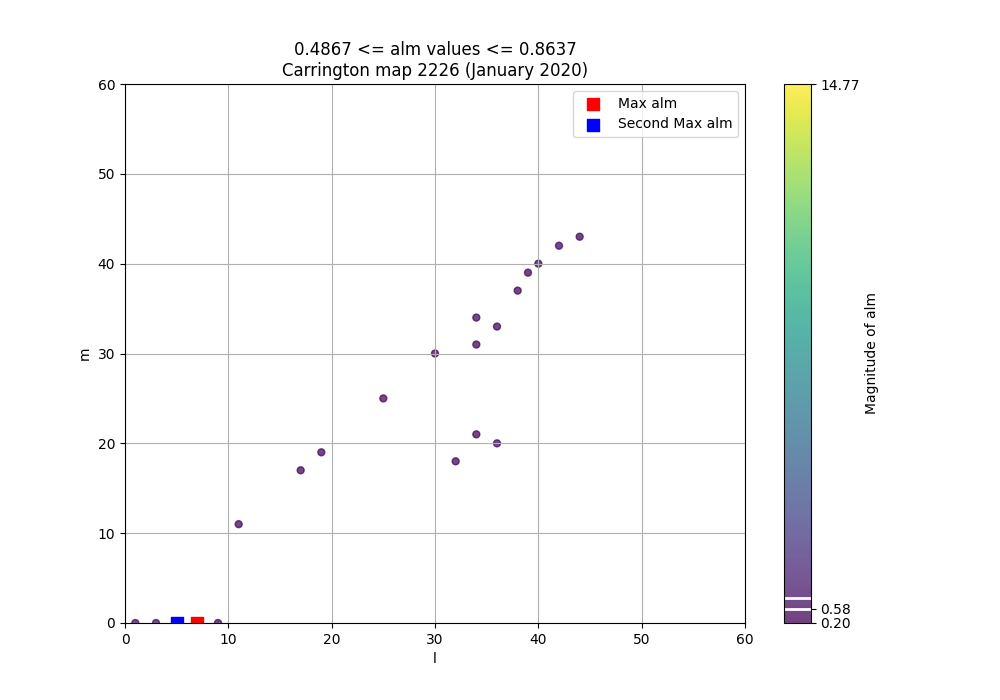 0.4867 <= alm values <= 0.8637
Carrington map 2226 (January 2020)
Max alm
Second Max alm
60
50
40
30
20
10
0
m
0 10 20 30 40 50 60
l
14.77
0.58
0.20
Magnitude of alm